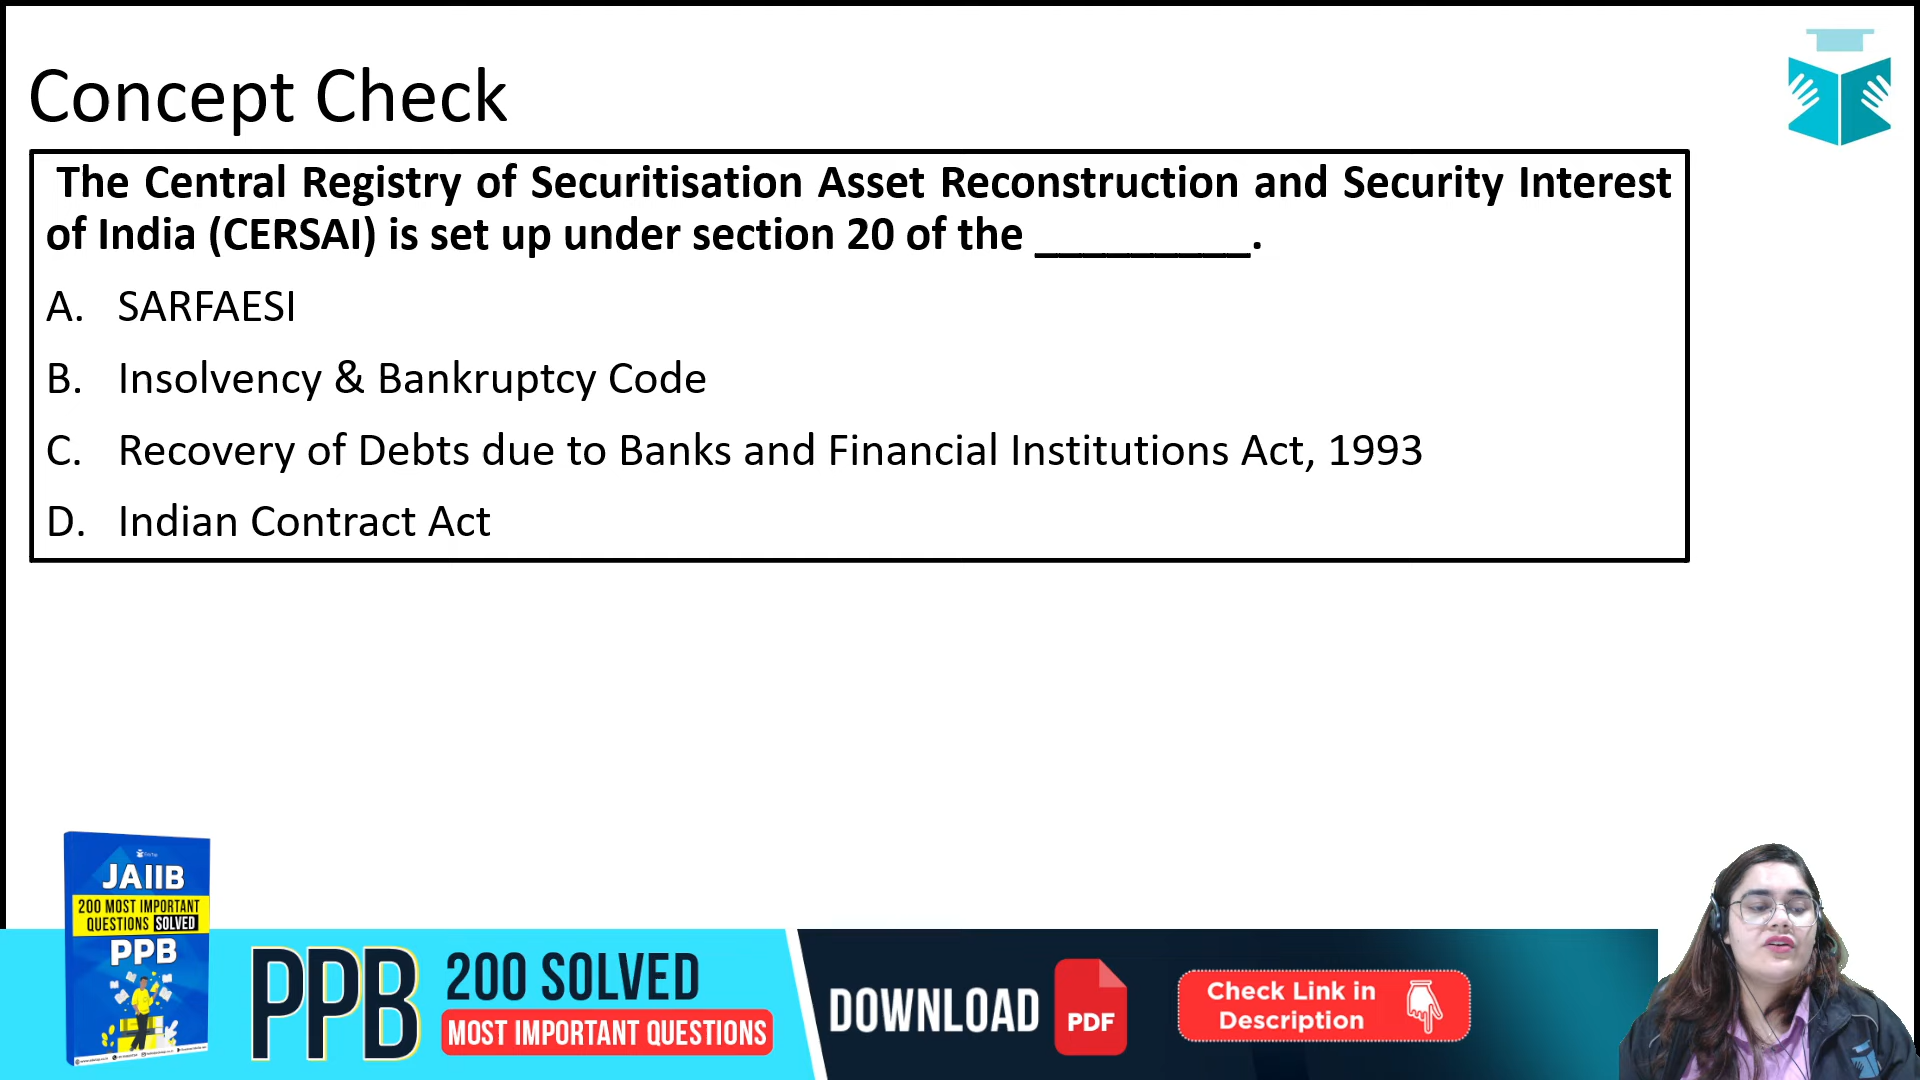 Concept Check
The Central Registry of Securitisation Asset Reconstruction and Security Interest
of India (CERSAI) is set up under section 20 of the _________.
A. SARFAESI
B. Insolvency & Bankruptcy Code
C. Recovery of Debts due to Banks and Financial Institutions Act, 1993
D. Indian Contract Act
JAIIB
200 MOST IMPORTANT
QUESTIONS SOLVED
PPB
PPB
200 SOLVED
MOST IMPORTANT QUESTIONS
DOWNLOAD
PDF
Check Link in
Description